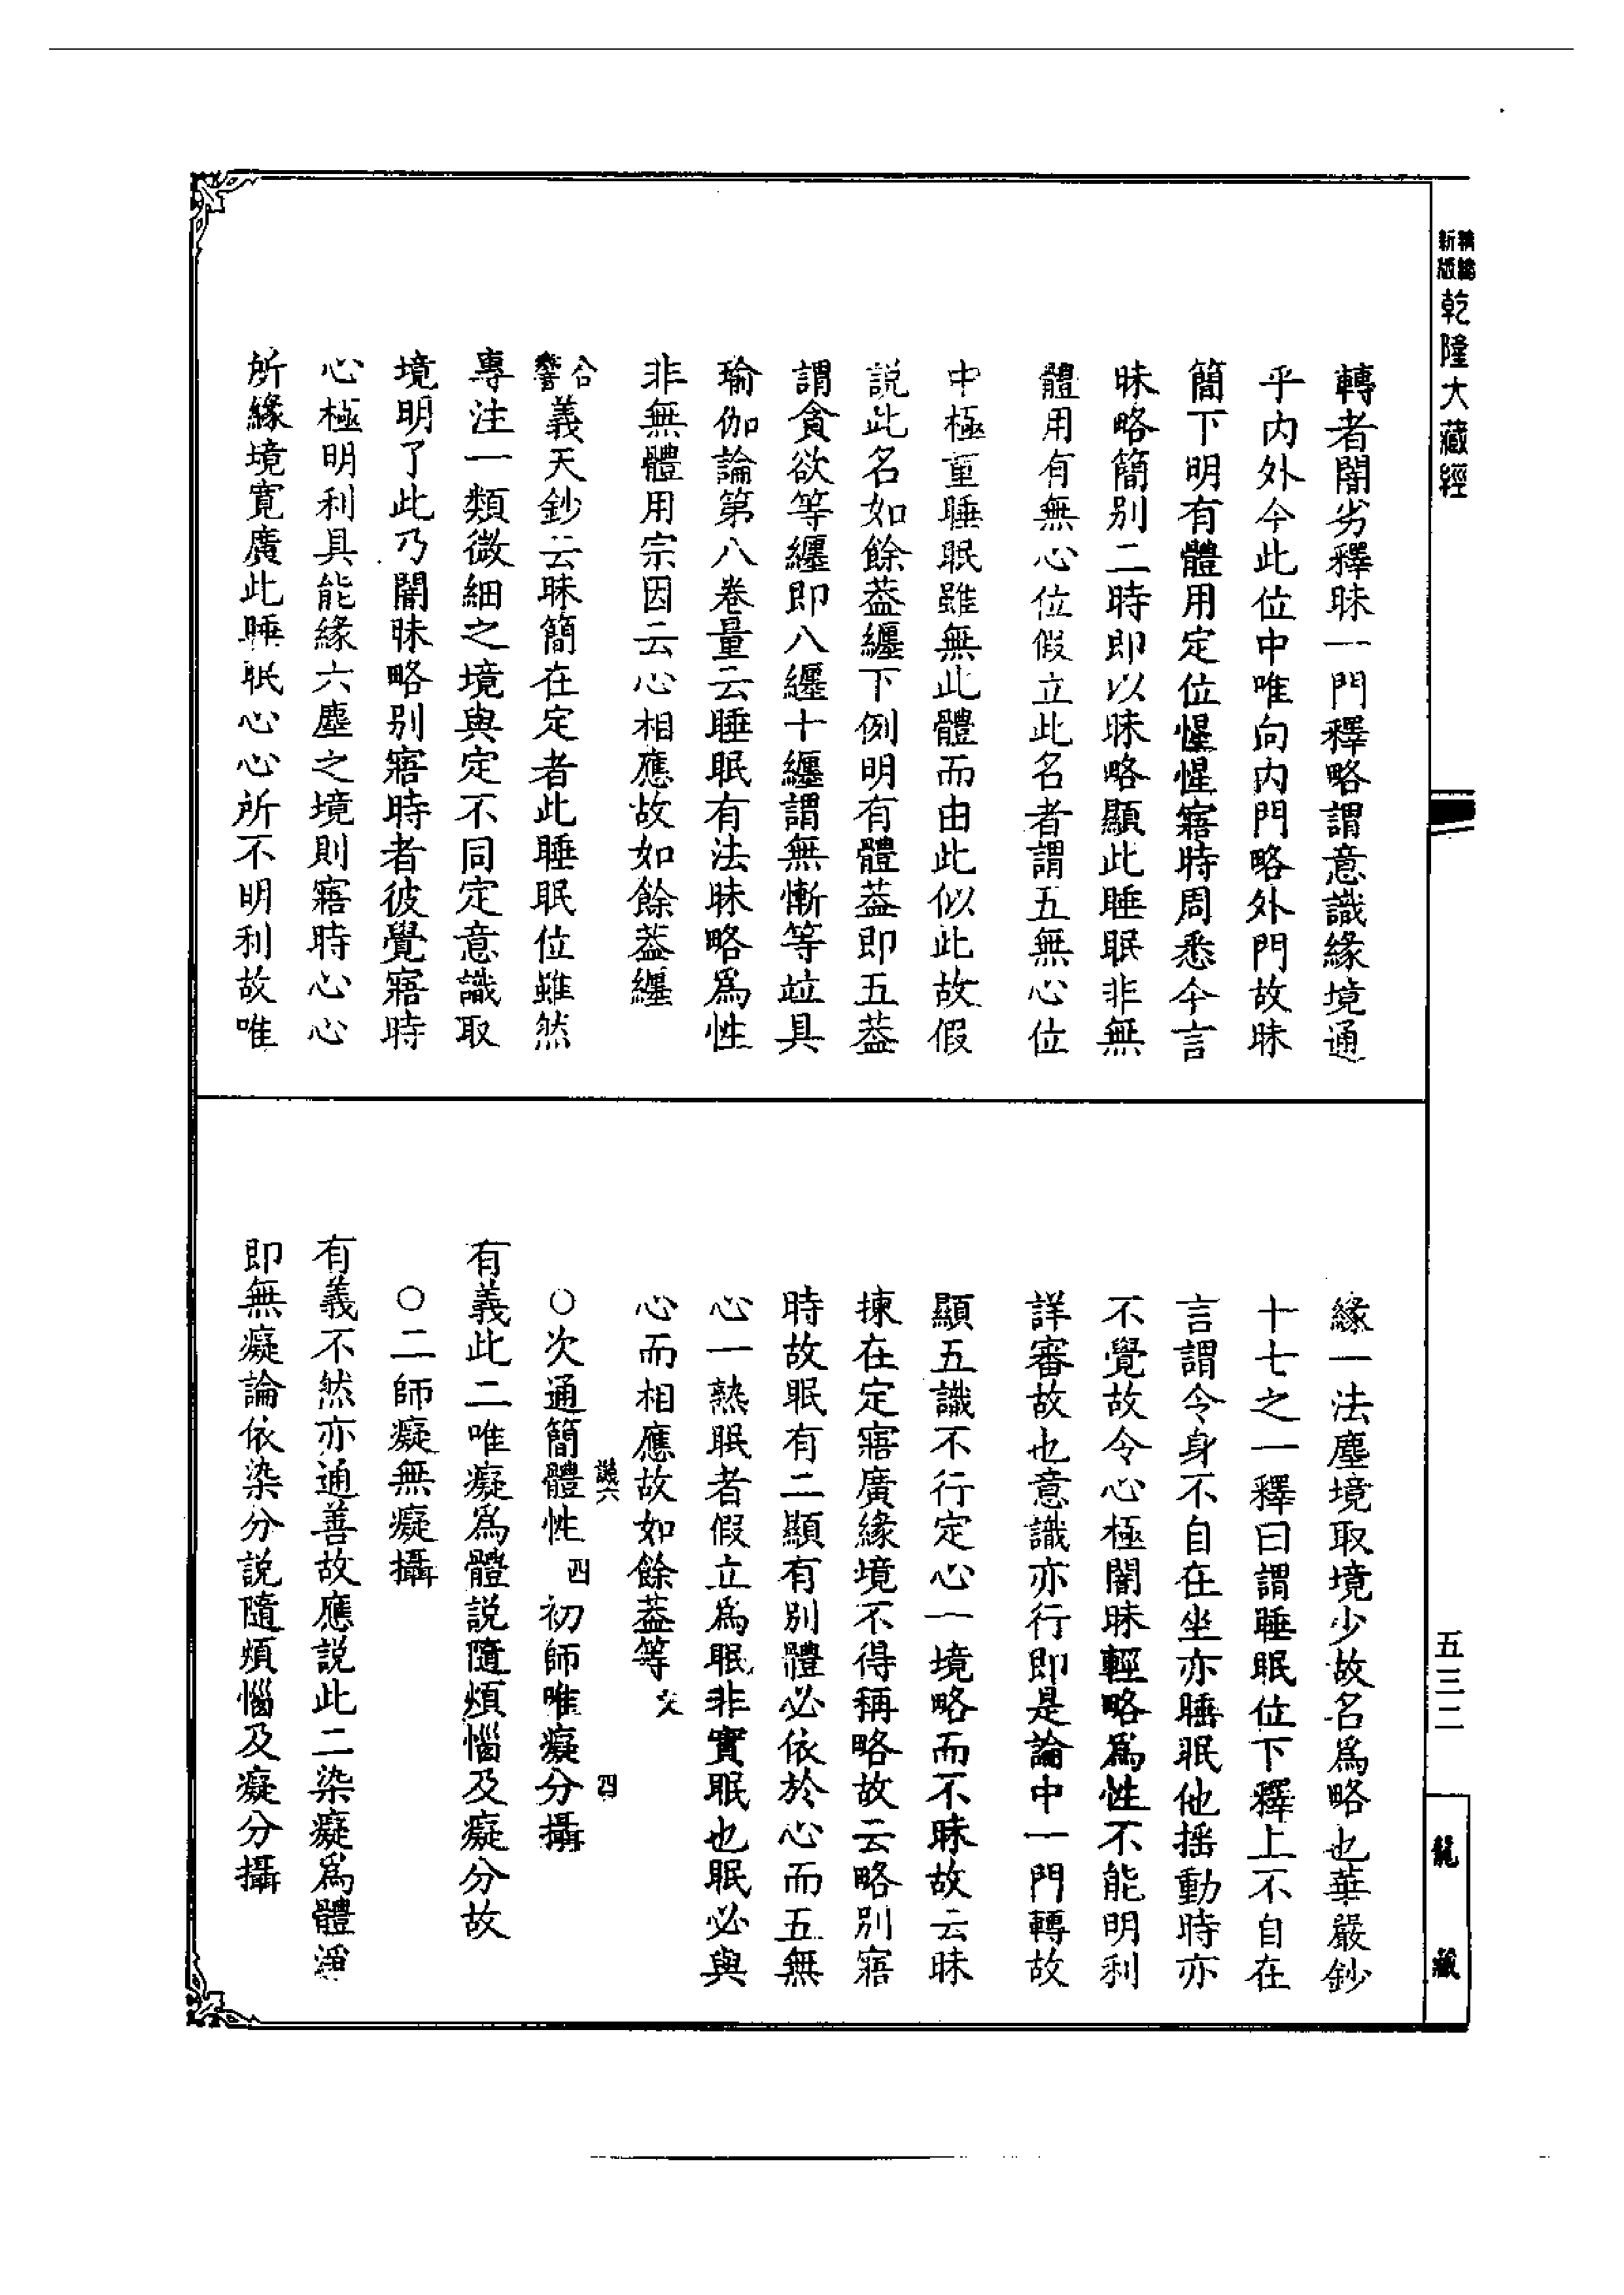 精編新版 乾隆大藏經
轉者闇劣釋昧一門釋略謂意識緣境通
乎内外今此位中唯向内門略外門故昧
簡下明有體用定位惺惺寤時周悉今言
昧略簡別二時即以昧略顯此睡眠非無
體用有無心位假立此名者謂五無心位
中極重睡眠雖無此體而由此似此故假
説此名如餘葢纏下例明有體葢即五葢
謂貪欲等纏即八纏十纏謂無慚等竝具
瑜伽論第八卷量云睡眠有法昧略爲性
非無體用宗因云心相應故如餘葢纏
合響義天鈔云昧簡在定者此睡眠位雖然
專注一類微細之境與定不同定意識取
境明了此乃闇昧略別寤時者彼覺寤時
心極明利具能緣六塵之境則寤時心心
所緣境寛廣此睡眠心心所不明利故唯
緣一法塵境取境少故名爲略也華嚴鈔
十七之一釋曰謂睡眠位下釋上不自在
言謂令身不自在坐亦睡眠他揺動時亦
不覺故令心極闇昧輕略爲性不能明利
詳審故也意識亦行即是論中一門轉故
顯五識不行定心一境略而不昧故云昧
揀在定寤廣緣境不得稱略故云略別寤
時故眠有二顯有別體必依於心而五無
心一熟眠者假立爲眠非實眠也眠必與
心而相應故如餘葢等文
○次通簡體性四 初師唯癡分攝
譏六 四
有義此二唯癡爲體説隨煩惱及癡分故
○二師癡無癡攝
有義不然亦通善故應説此二染癡爲體淨
即無癡論依染分説隨煩惱及癡分攝
五三二
龍藏